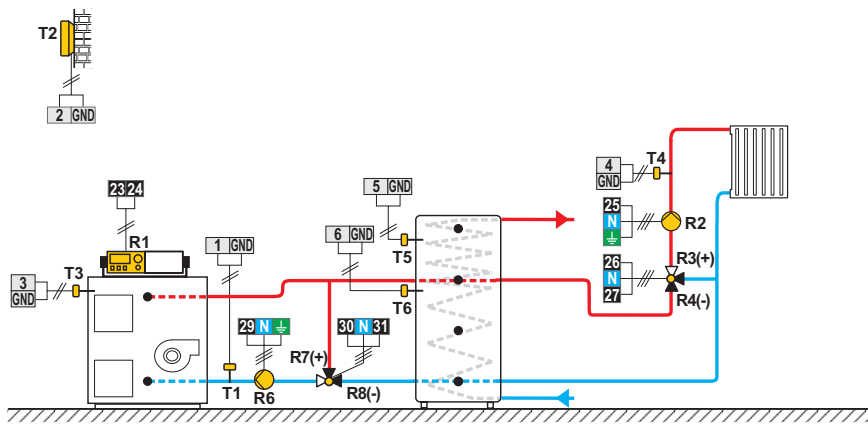 T2
2 GND
23 24
R1
3
GND
T3
1 GND
5 GND
6 GND
T5
T6
4
GND
T4
25
N
R2
26
N
27
R3(+)
R4(-)
29 N
30 N 31
R7(+)
R8(-)
T1
R6